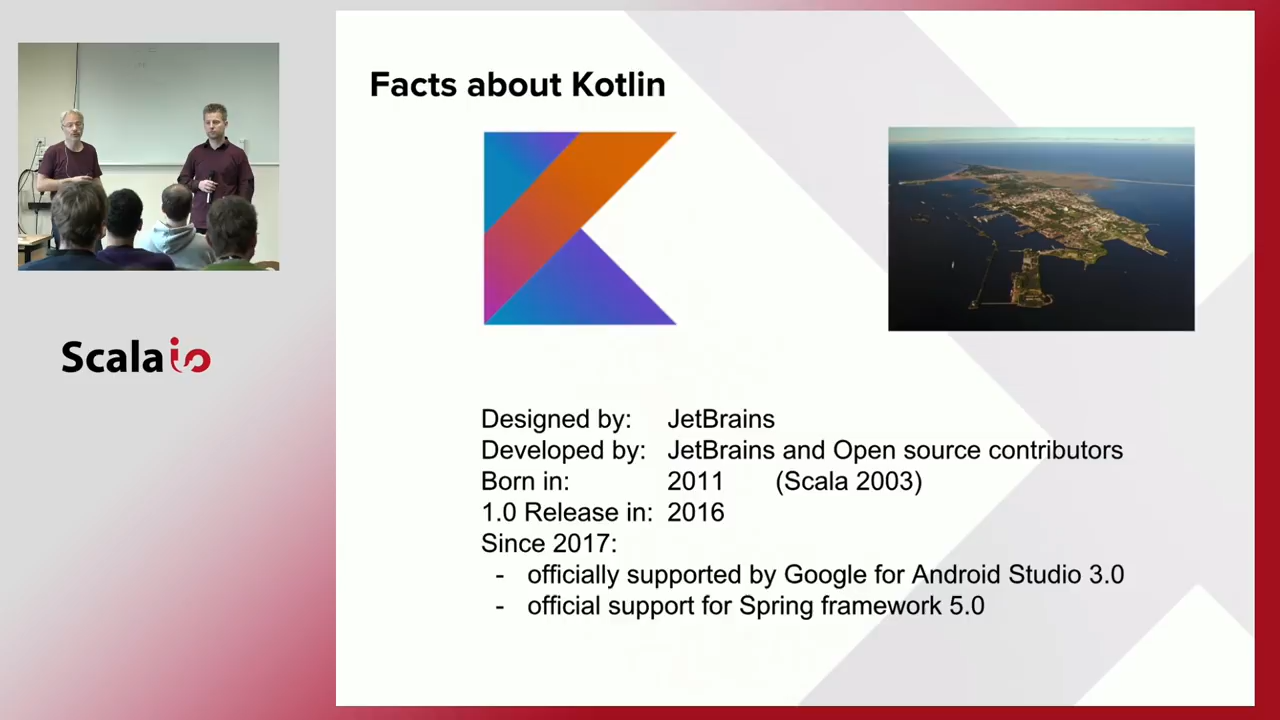 Facts about Kotlin
Scala io
Designed by: JetBrains
Developed by: JetBrains and Open source contributors
Born in: 2011 (Scala 2003)
1.0 Release in: 2016
Since 2017:
- officially supported by Google for Android Studio 3.0
- official support for Spring framework 5.0